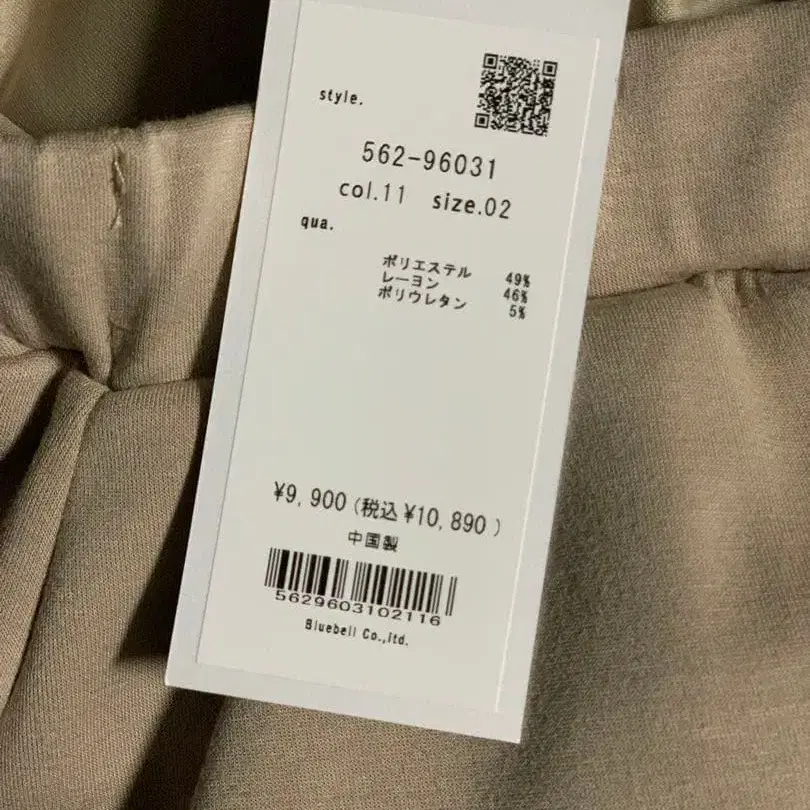 style.
562-96031
col.11 size.02
qua.
ポリエステル 49%
レーヨン 46%
ポリウレタン 5%
¥9,900(税込¥10,890)
中国製
5629603102116
Bluebell Co.,ltd.